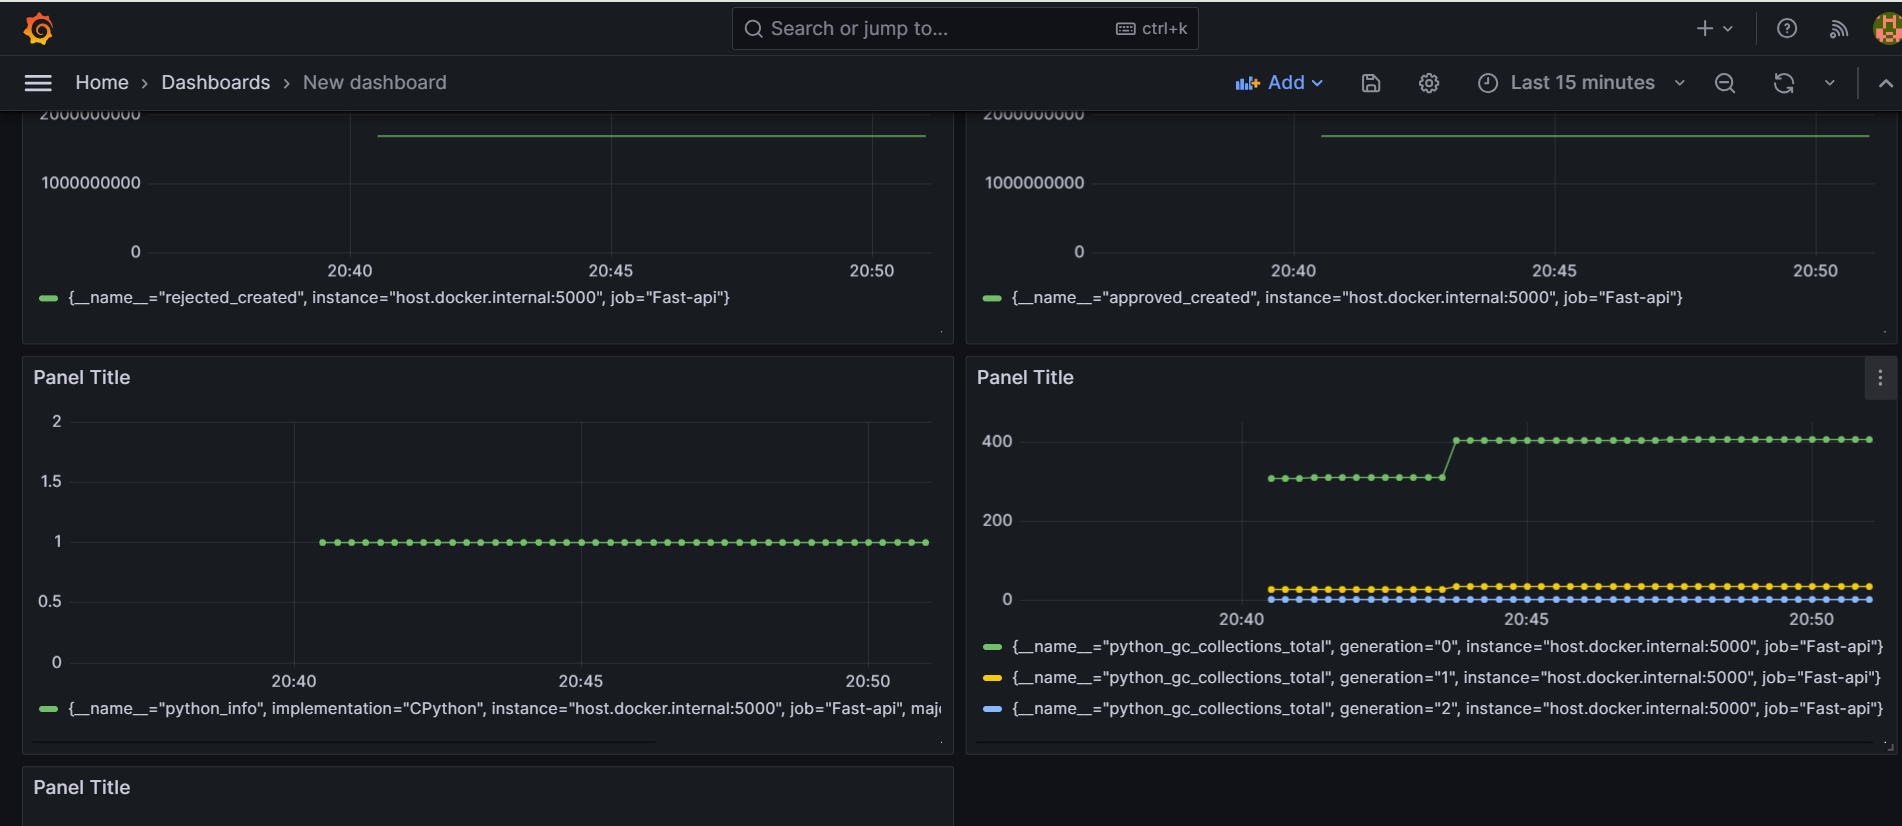 Search or jump to... ctrl+k
Home › Dashboards › New dashboard
Add
Last 15 minutes
2000000000
1000000000
0
20:40 20:45 20:50
{__name__="rejected_created", instance="host.docker.internal:5000", job="Fast-api"}
2000000000
1000000000
0
20:40 20:45 20:50
{__name__="approved_created", instance="host.docker.internal:5000", job="Fast-api"}
Panel Title
2
1.5
1
0.5
0
20:40 20:45 20:50
{__name__="python_info", implementation="CPython", instance="host.docker.internal:5000", job="Fast-api", majo
Panel Title
400
200
0
20:40 20:45 20:50
{__name__="python_gc_collections_total", generation="0", instance="host.docker.internal:5000", job="Fast-api"}
{__name__="python_gc_collections_total", generation="1", instance="host.docker.internal:5000", job="Fast-api"}
{__name__="python_gc_collections_total", generation="2", instance="host.docker.internal:5000", job="Fast-api"}
Panel Title